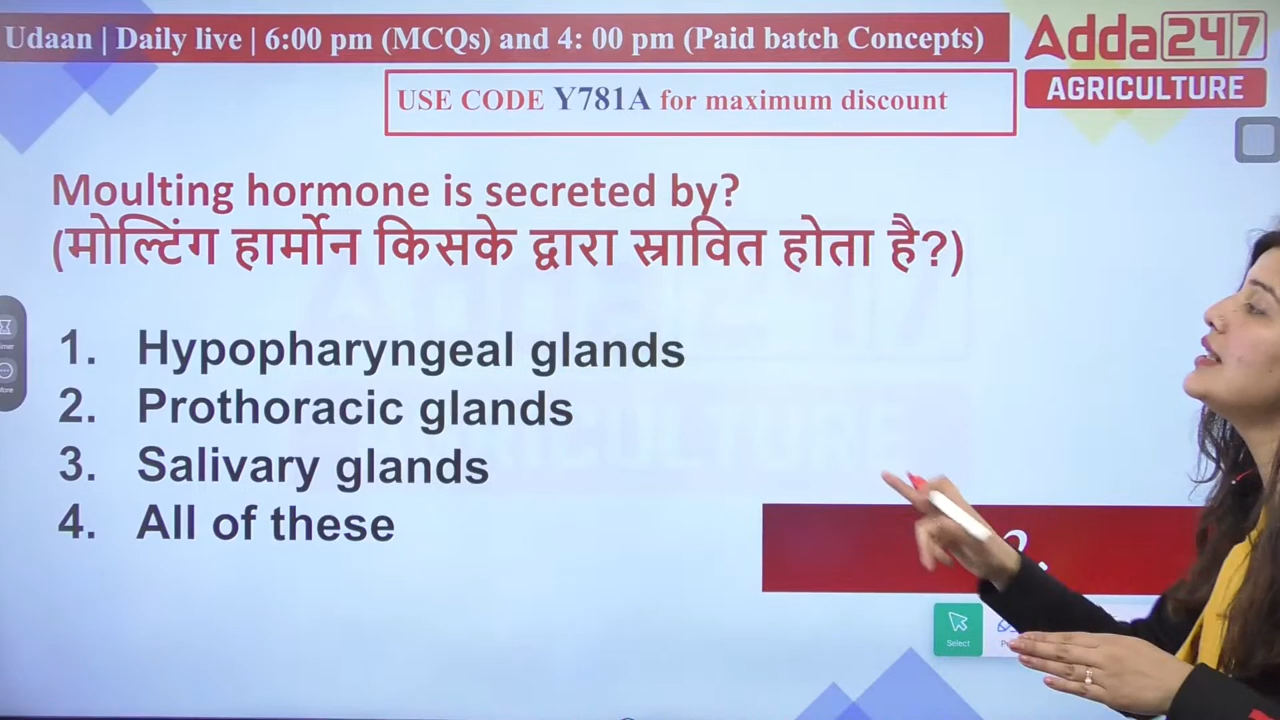 Udaan | Daily live | 6:00 pm (MCQs) and 4: 00 pm (Paid batch Concepts)
Adda247
AGRICULTURE
USE CODE Y781A for maximum discount
Moulting hormone is secreted by?
(मोल्टिंग हार्मोन किसके द्वारा स्रावित होता है?)
1. Hypopharyngeal glands
2. Prothoracic glands
3. Salivary glands
4. All of these
2.
Select
More